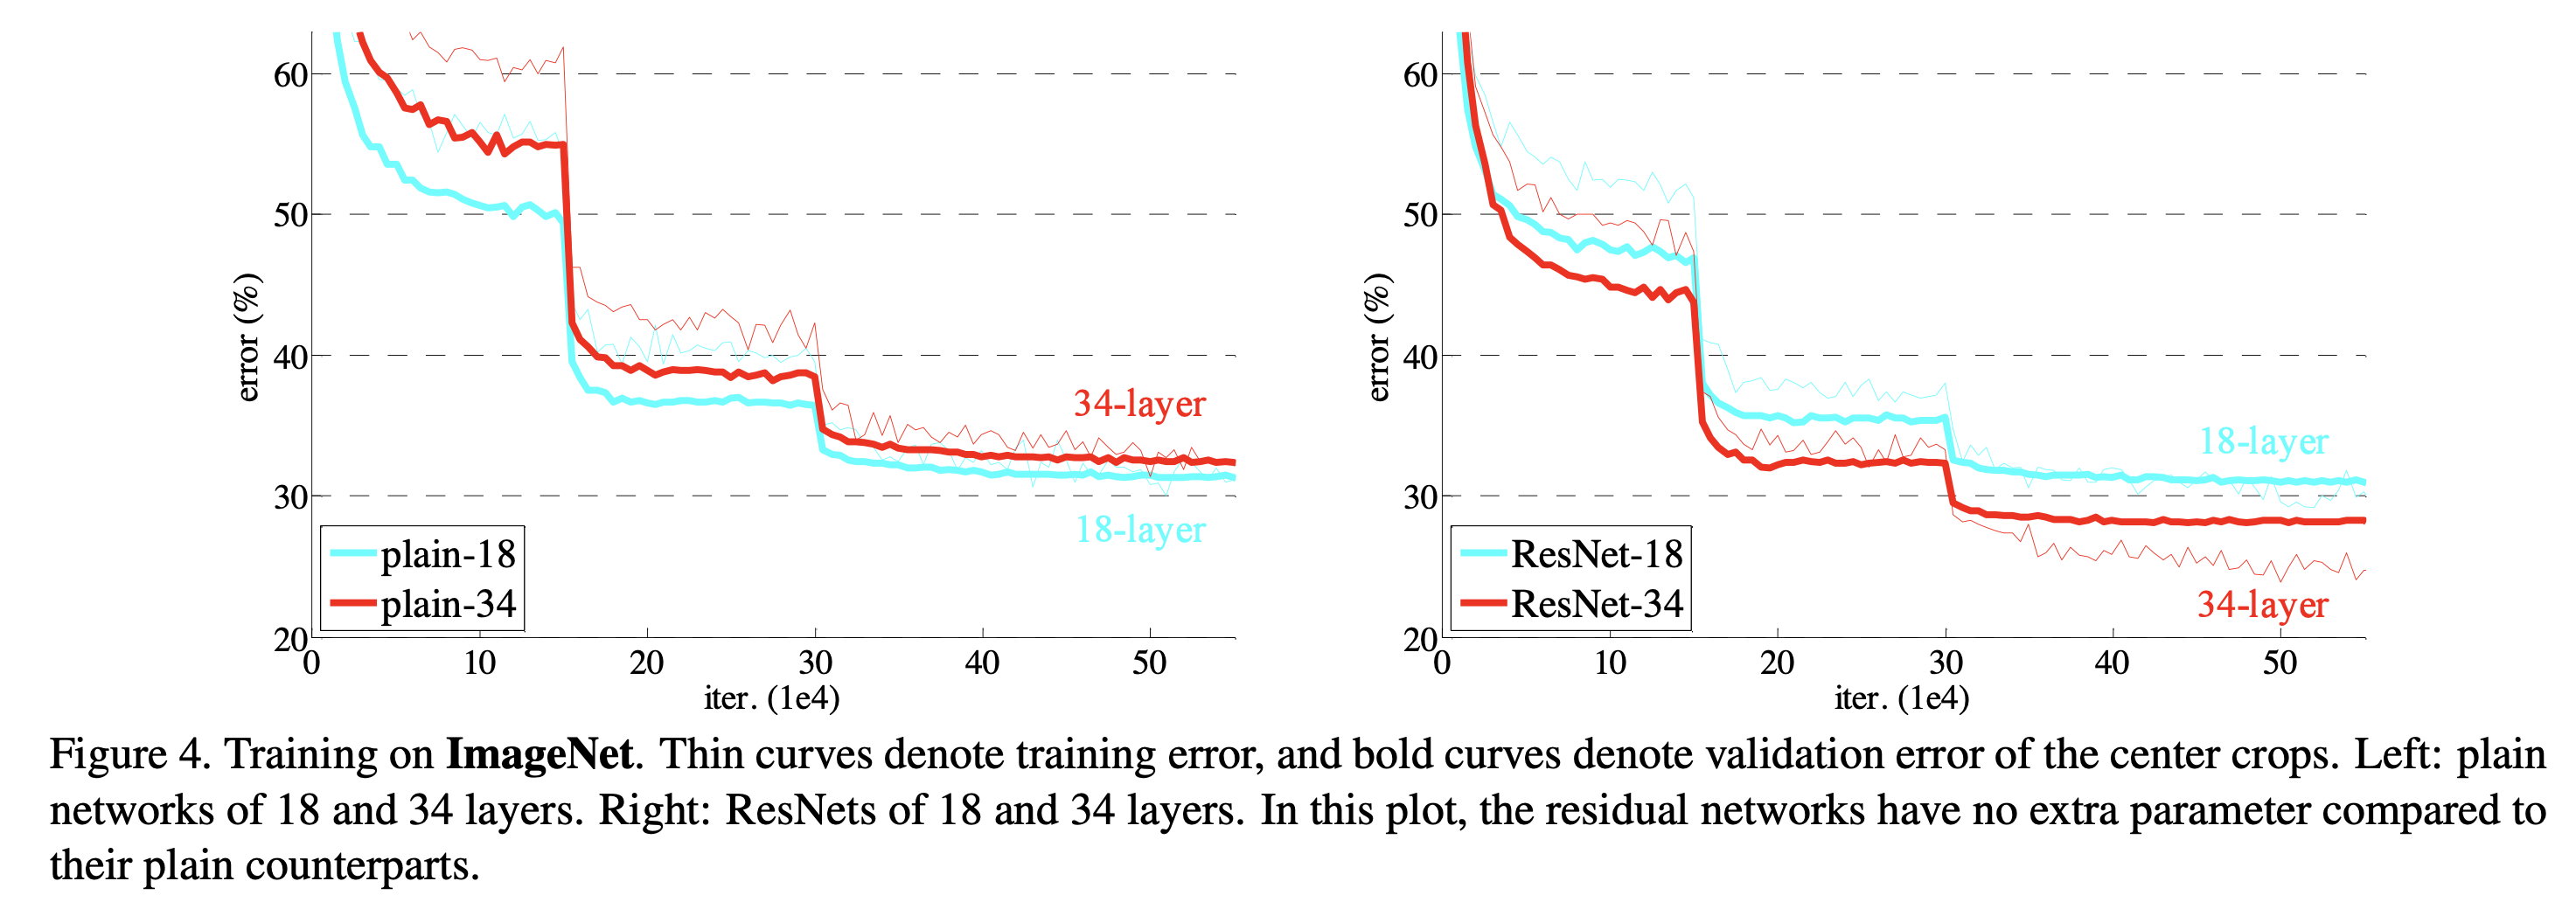 60
50
40
30
20
error (%)
34-layer
18-layer
plain-18
plain-34
0 10 20 30 40 50
iter. (1e4)
60
50
40
30
20
error (%)
18-layer
34-layer
ResNet-18
ResNet-34
0 10 20 30 40 50
iter. (1e4)
Figure 4. Training on ImageNet. Thin curves denote training error, and bold curves denote validation error of the center crops. Left: plain
networks of 18 and 34 layers. Right: ResNets of 18 and 34 layers. In this plot, the residual networks have no extra parameter compared to
their plain counterparts.